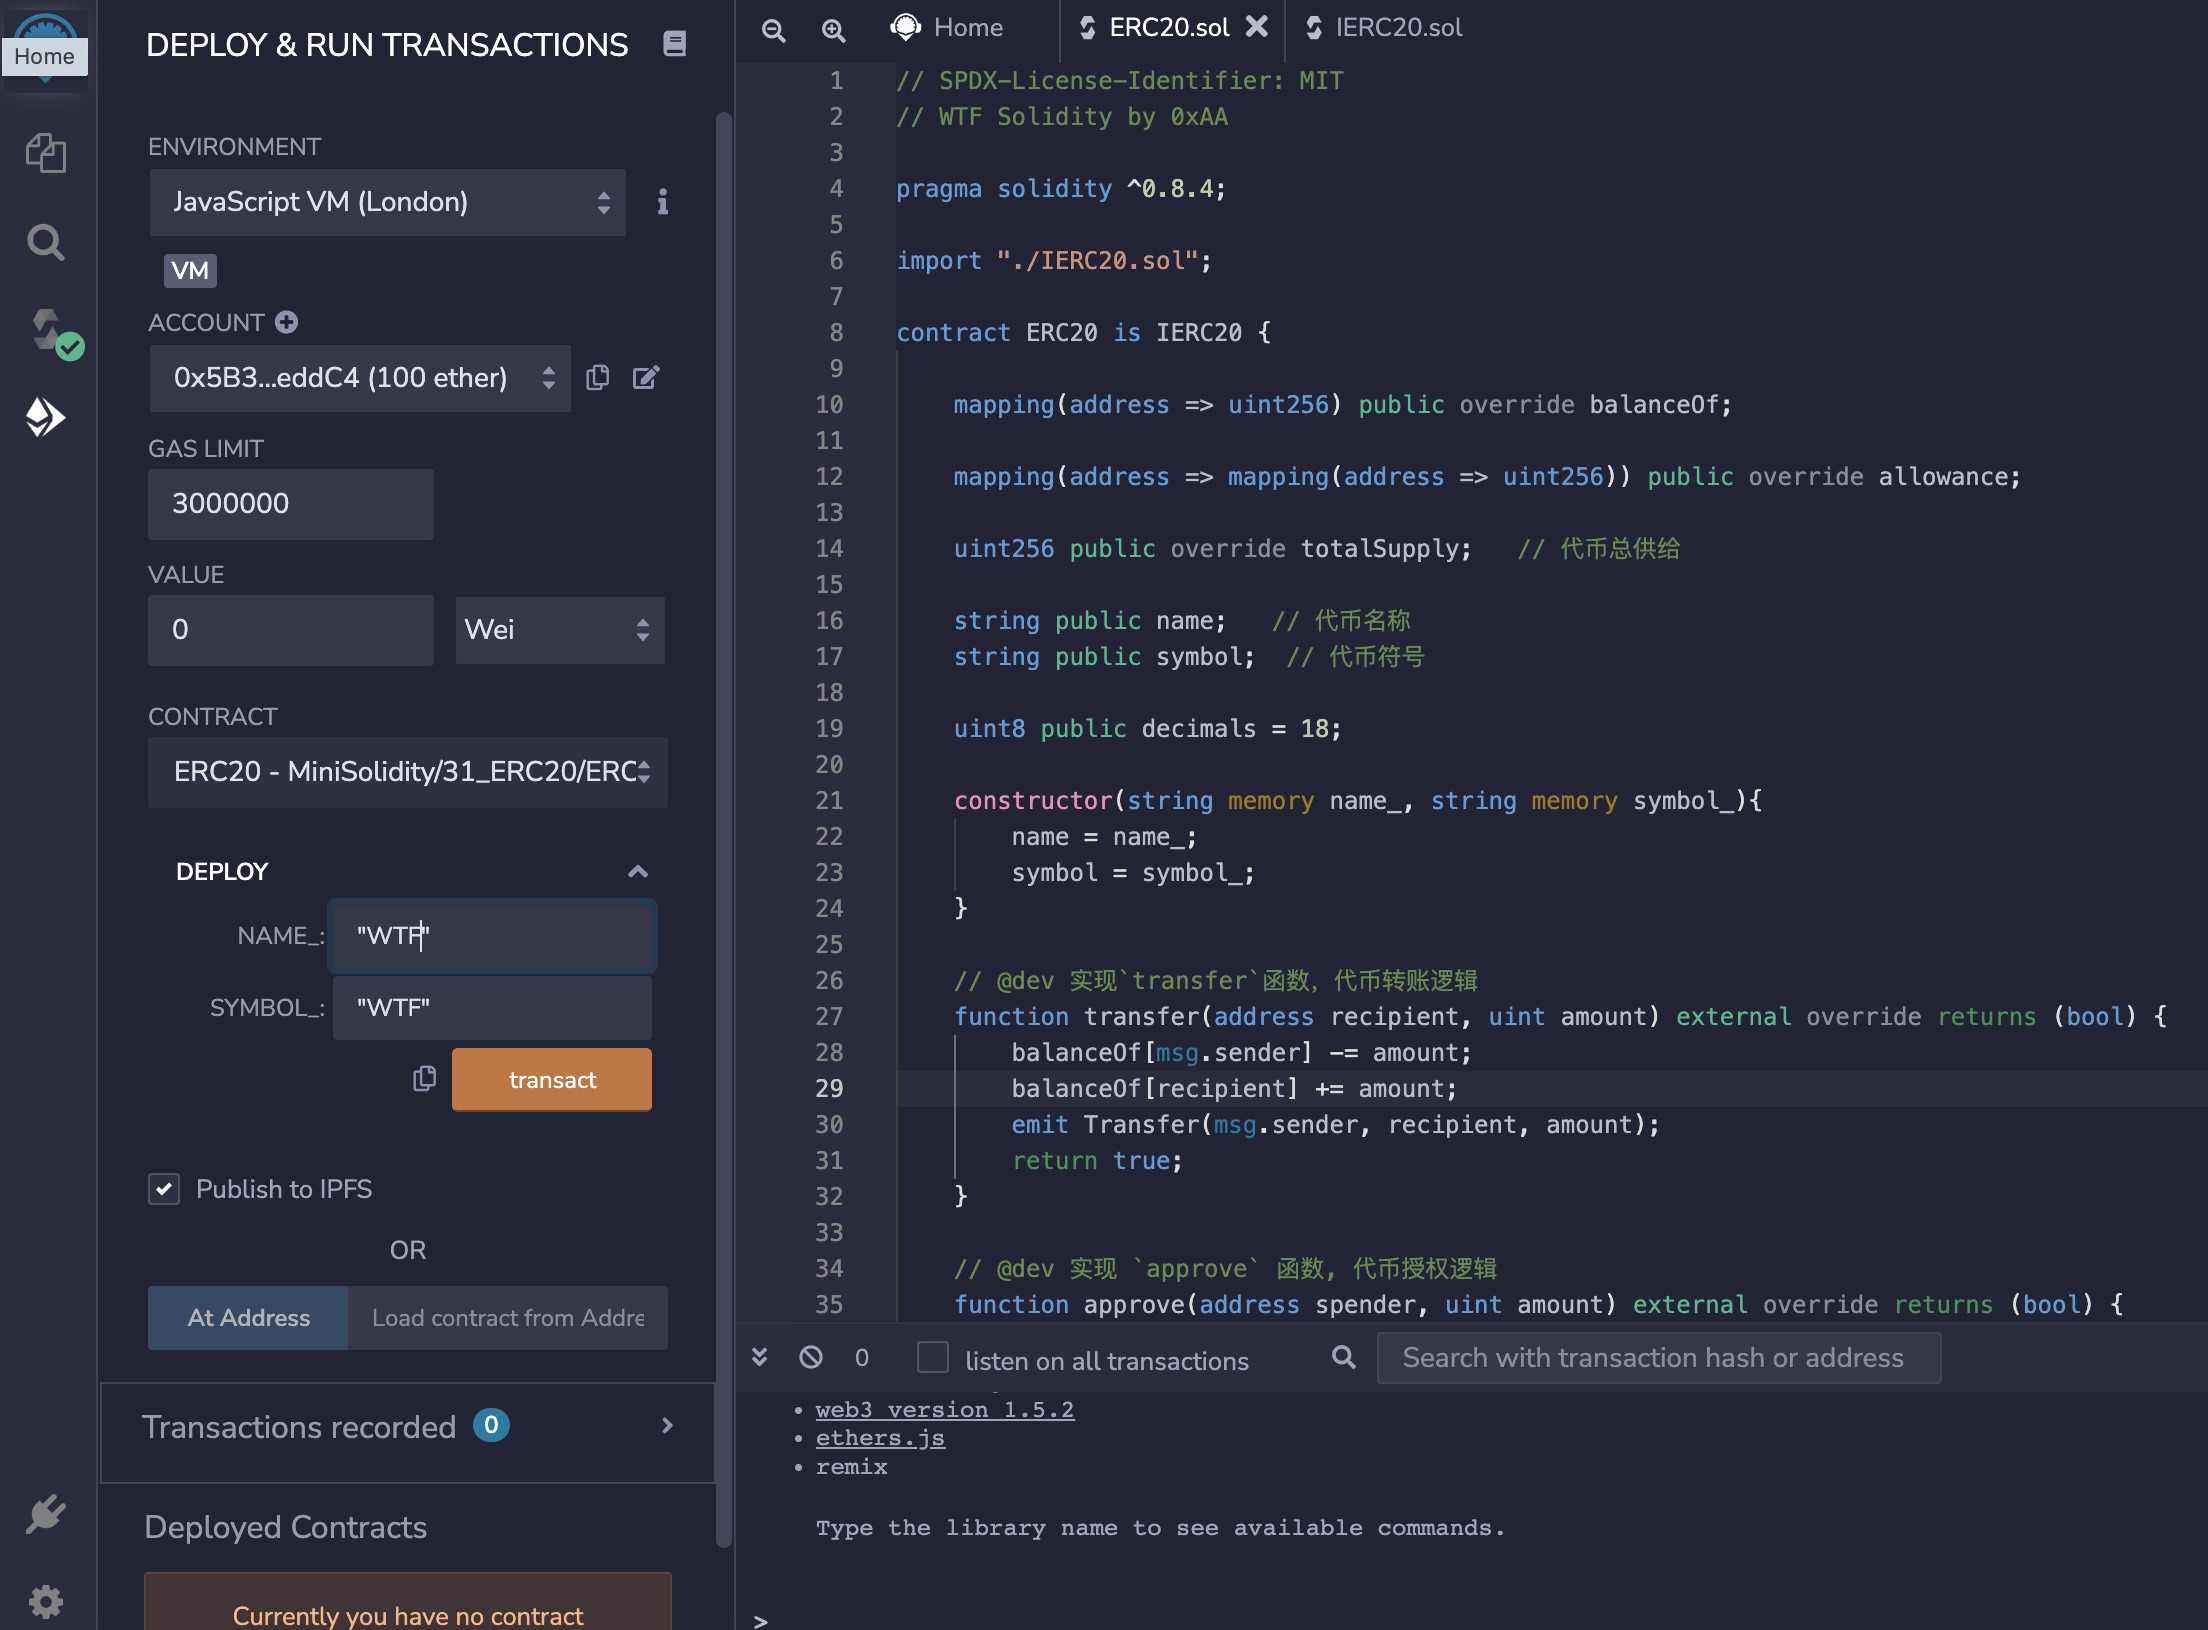 Home
DEPLOY & RUN TRANSACTIONS
ENVIRONMENT
JavaScript VM (London)
VM
ACCOUNT
0x5B3...eddC4 (100 ether)
GAS LIMIT
3000000
VALUE
0
Wei
CONTRACT
ERC20 - MiniSolidity/31_ERC20/ERC
DEPLOY
NAME_:
"WTF"
SYMBOL_:
"WTF"
transact
Publish to IPFS
OR
At Address
Load contract from Addre
Transactions recorded 0
Deployed Contracts
Currently you have no contract
Home
ERC20.sol
IERC20.sol
1 // SPDX-License-Identifier: MIT
2 // WTF Solidity by 0xAA
3
4 pragma solidity ^0.8.4;
5
6 import "./IERC20.sol";
7
8 contract ERC20 is IERC20 {
9
10 mapping(address => uint256) public override balanceOf;
11
12 mapping(address => mapping(address => uint256)) public override allowance;
13
14 uint256 public override totalSupply; // 代币总供给
15
16 string public name; // 代币名称
17 string public symbol; // 代币符号
18
19 uint8 public decimals = 18;
20
21 constructor(string memory name_, string memory symbol_){
22 name = name_;
23 symbol = symbol_;
24 }
25
26 // @dev 实现`transfer`函数，代币转账逻辑
27 function transfer(address recipient, uint amount) external override returns (bool) {
28 balanceOf[msg.sender] -= amount;
29 balanceOf[recipient] += amount;
30 emit Transfer(msg.sender, recipient, amount);
31 return true;
32 }
33
34 // @dev 实现 `approve` 函数, 代币授权逻辑
35 function approve(address spender, uint amount) external override returns (bool) {
0
listen on all transactions
Search with transaction hash or address
• web3 version 1.5.2
• ethers.js
• remix
Type the library name to see available commands.
>